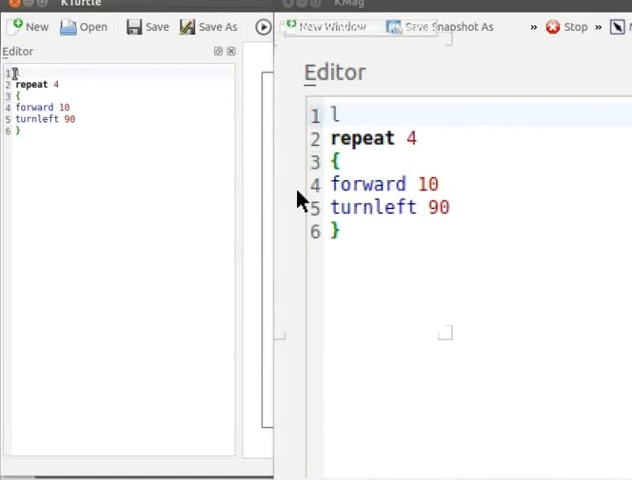 KTurtle
New Open Save Save As
Editor
1 l
2 repeat 4
3 {
4 forward 10
5 turnleft 90
6 }
KMag
New Window Save Snapshot As » Stop »
Editor
1 l
2 repeat 4
3 {
4 forward 10
5 turnleft 90
6 }